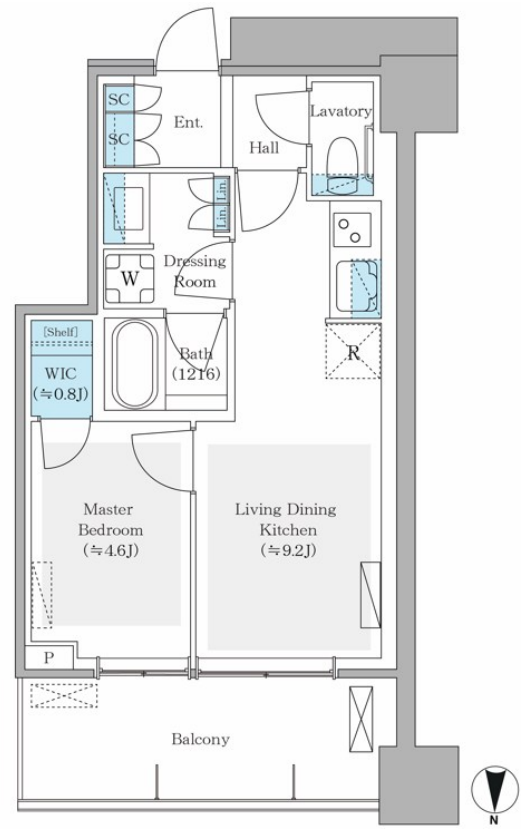 SC
SC
Ent.
Hall
Lavatory
Lin.
Lin.
Dressing
Room
W
Bath
(1216)
R
[Shelf]
WIC
(≒0.8J)
Master
Bedroom
(≒4.6J)
Living Dining
Kitchen
(≒9.2J)
P
Balcony
N